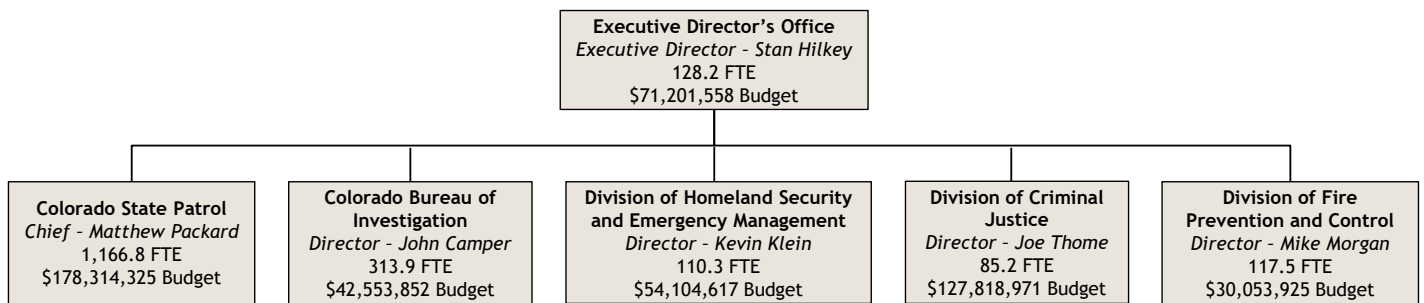 Executive Director’s Office
Executive Director – Stan Hilkey
128.2 FTE
$71,201,558 Budget
Colorado State Patrol
Chief – Matthew Packard
1,166.8 FTE
$178,314,325 Budget
Colorado Bureau of
Investigation
Director – John Camper
313.9 FTE
$42,553,852 Budget
Division of Homeland Security
and Emergency Management
Director – Kevin Klein
110.3 FTE
$54,104,617 Budget
Division of Criminal
Justice
Director – Joe Thome
85.2 FTE
$127,818,971 Budget
Division of Fire
Prevention and Control
Director – Mike Morgan
117.5 FTE
$30,053,925 Budget